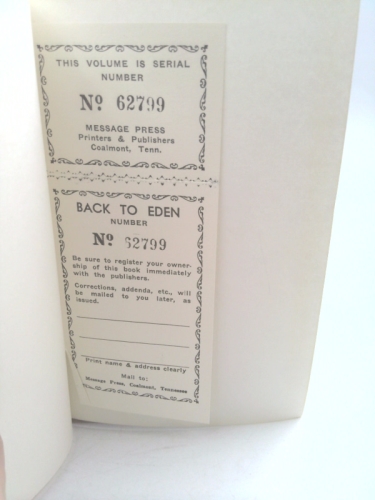 THIS VOLUME IS SERIAL
NUMBER
Nº 62799
MESSAGE PRESS
Printers & Publishers
Coalmont, Tenn.
BACK TO EDEN
NUMBER
Nº 62799
Be sure to register your owner-
ship of this book immediately
with the publishers.
Corrections, addenda, etc., will
be mailed to you later, as
issued.
Print name & address clearly
Mail to:
Message Press, Coalmont, Tennessee